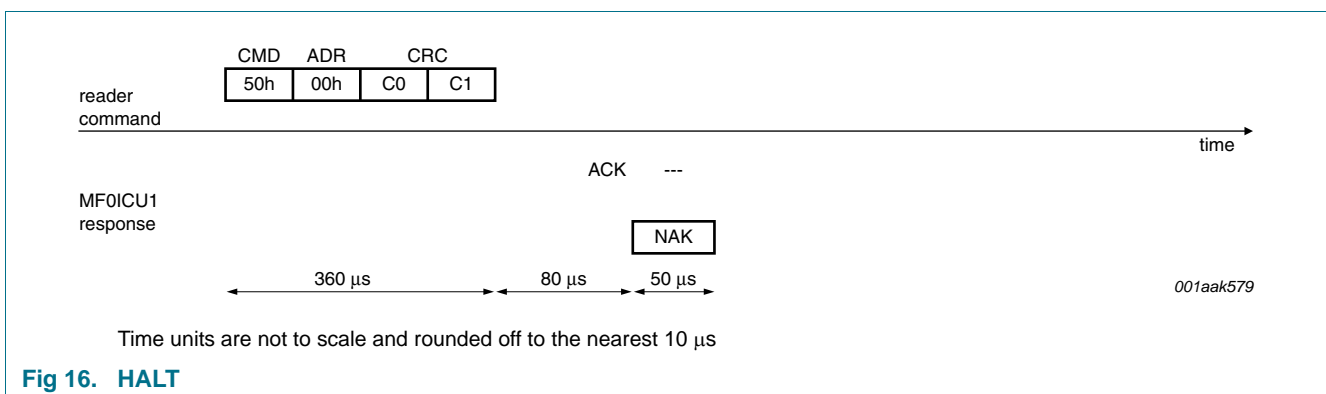 CMD ADR CRC
50h 00h C0 C1
reader
command
time
ACK ---
MF0ICU1
response
NAK
360 μs 80 μs 50 μs
001aak579
Time units are not to scale and rounded off to the nearest 10 μs
Fig 16. HALT